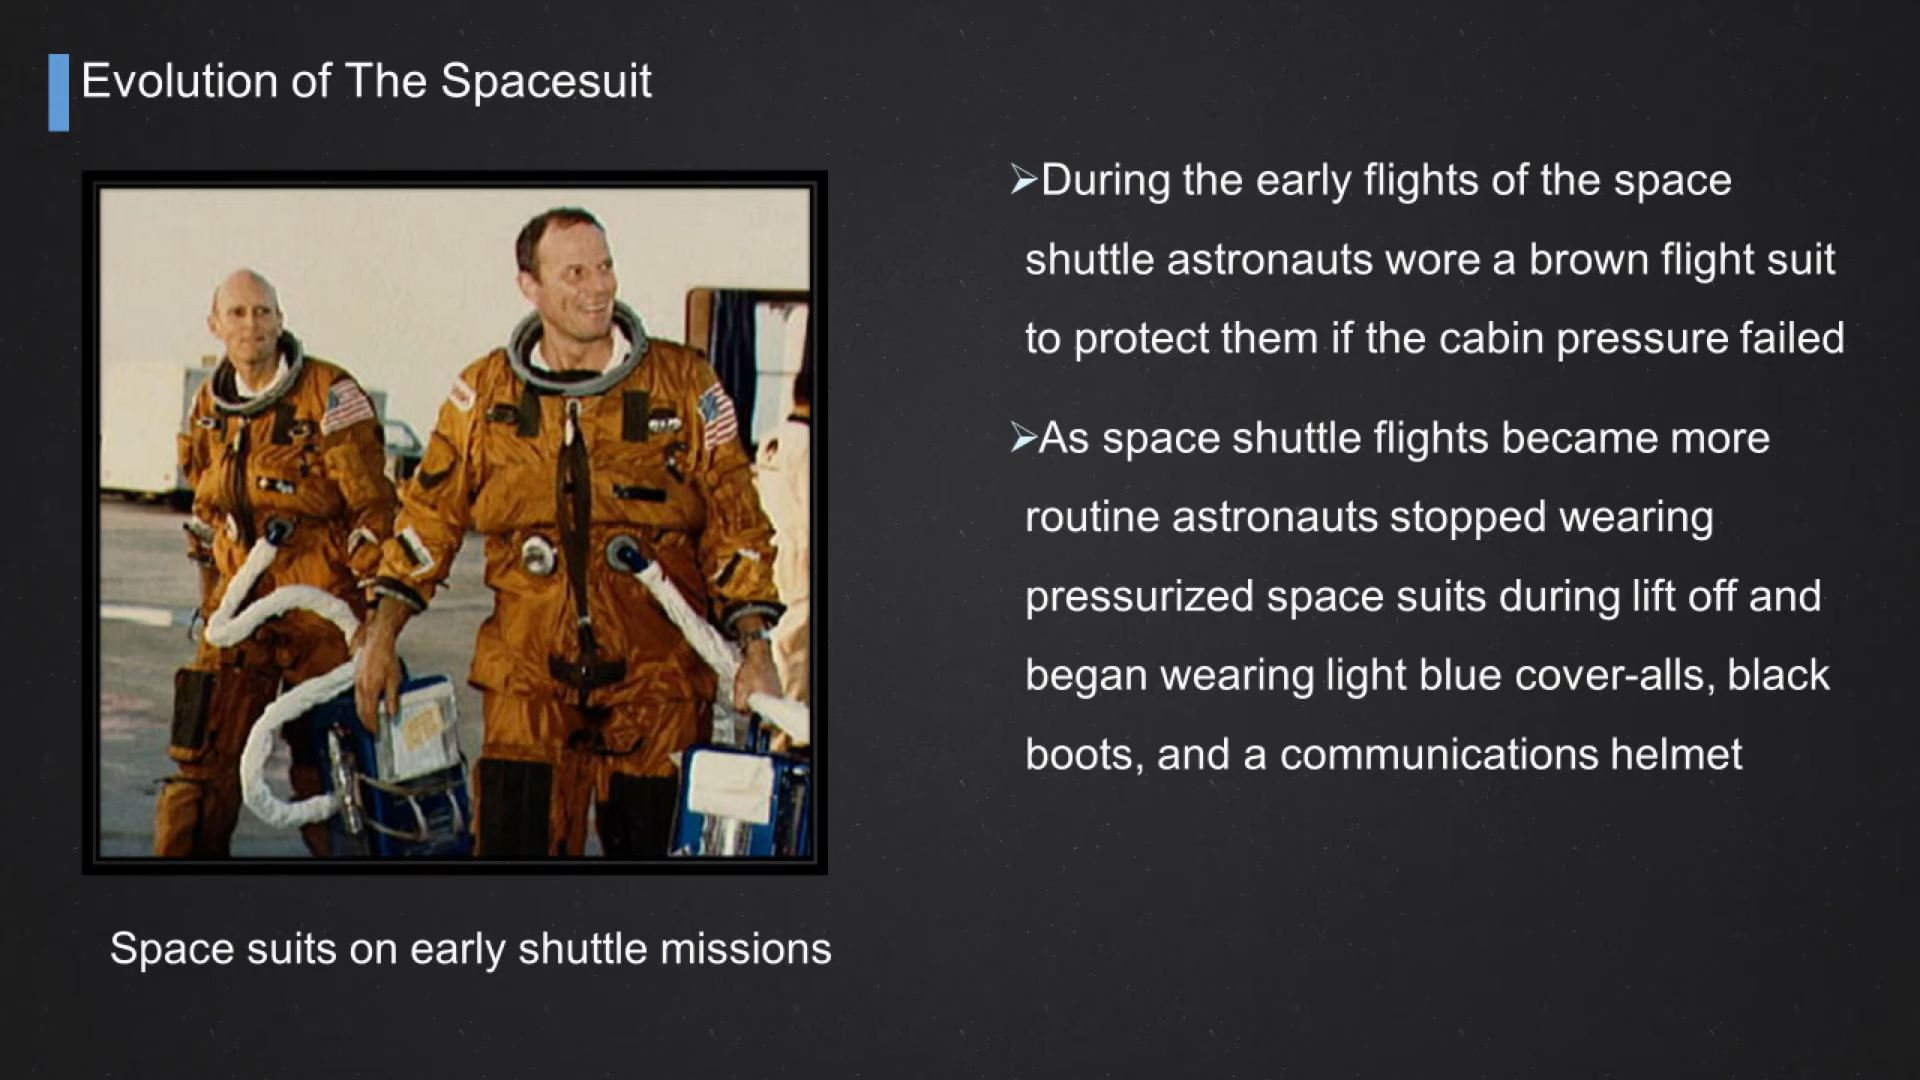 Evolution of The Spacesuit
➢During the early flights of the space
shuttle astronauts wore a brown flight suit
to protect them if the cabin pressure failed
➢As space shuttle flights became more
routine astronauts stopped wearing
pressurized space suits during lift off and
began wearing light blue cover-alls, black
boots, and a communications helmet
Space suits on early shuttle missions